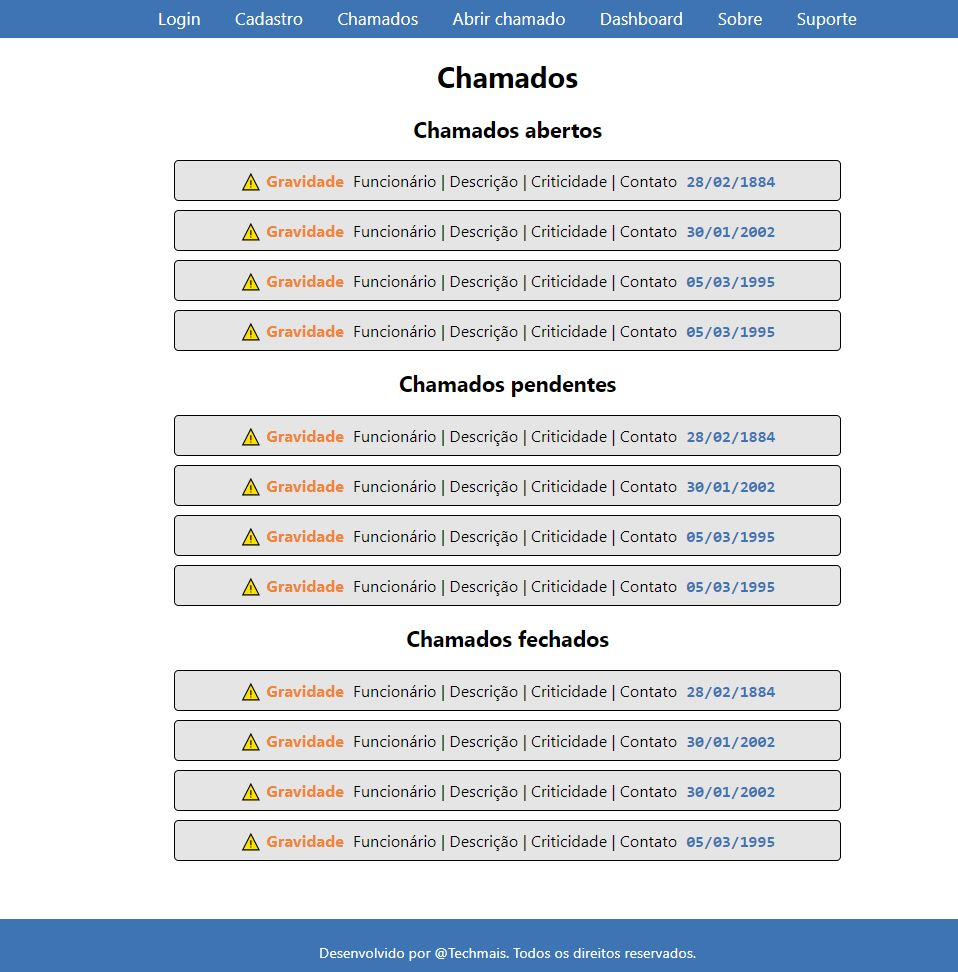 Login Cadastro Chamados Abrir chamado Dashboard Sobre Suporte
Chamados
Chamados abertos
Gravidade Funcionário | Descrição | Criticidade | Contato 28/02/1884
Gravidade Funcionário | Descrição | Criticidade | Contato 30/01/2002
Gravidade Funcionário | Descrição | Criticidade | Contato 05/03/1995
Gravidade Funcionário | Descrição | Criticidade | Contato 05/03/1995
Chamados pendentes
Gravidade Funcionário | Descrição | Criticidade | Contato 28/02/1884
Gravidade Funcionário | Descrição | Criticidade | Contato 30/01/2002
Gravidade Funcionário | Descrição | Criticidade | Contato 05/03/1995
Gravidade Funcionário | Descrição | Criticidade | Contato 05/03/1995
Chamados fechados
Gravidade Funcionário | Descrição | Criticidade | Contato 28/02/1884
Gravidade Funcionário | Descrição | Criticidade | Contato 30/01/2002
Gravidade Funcionário | Descrição | Criticidade | Contato 30/01/2002
Gravidade Funcionário | Descrição | Criticidade | Contato 05/03/1995
Desenvolvido por @Techmais. Todos os direitos reservados.